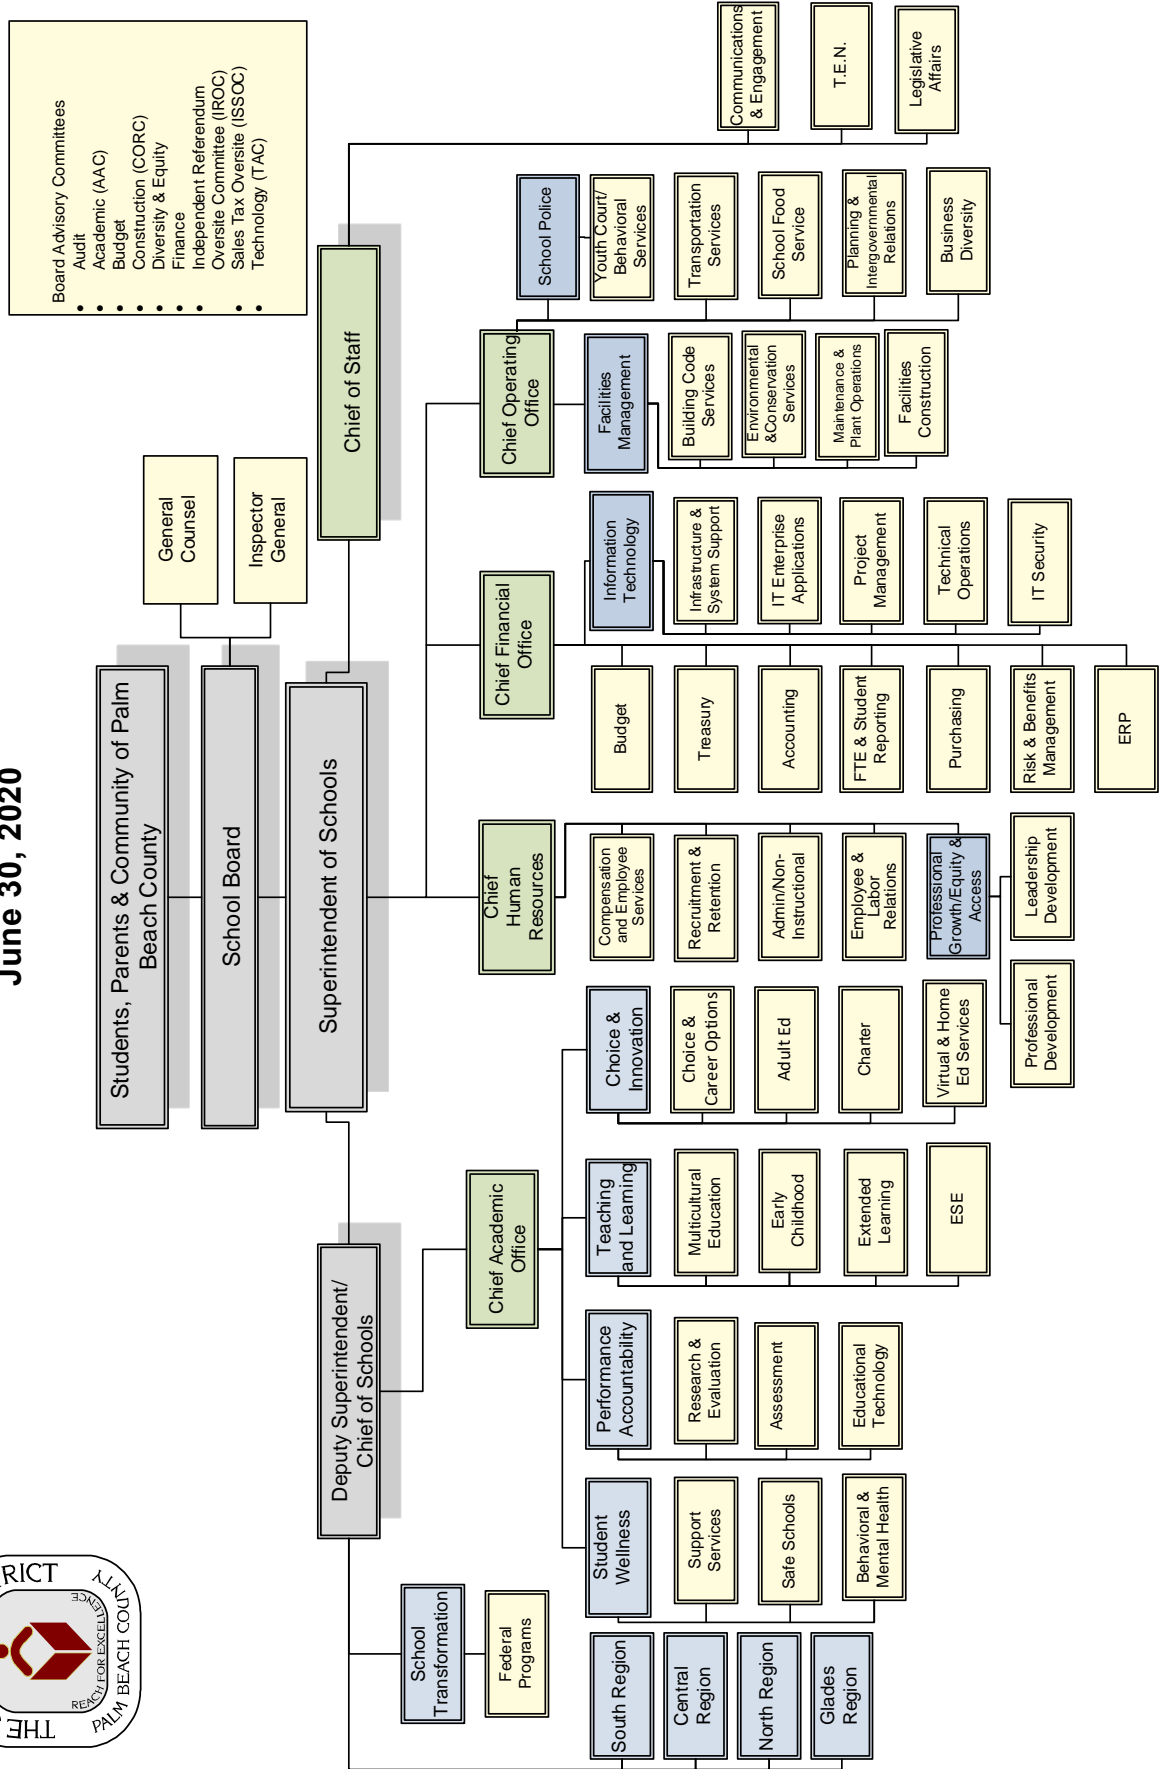 June 30, 2020
RICT
THE
PALM BEACH COUNTY
REACH FOR EXCELLENCE
Students, Parents & Community of Palm
Beach County
School Board
General
Counsel
Inspector
General
Board Advisory Committees
• Audit
• Academic (AAC)
• Budget
• Construction (CORC)
• Diversity & Equity
• Finance
• Independent Referendum
Oversite Committee (IROC)
• Sales Tax Oversite (ISSOC)
• Technology (TAC)
Superintendent of Schools
Deputy Superintendent/
Chief of Schools
Chief of Staff
School
Transformation
Federal
Programs
South Region
Central
Region
North Region
Glades
Region
Chief Academic
Office
Student
Wellness
Support
Services
Safe Schools
Behavioral &
Mental Health
Performance
Accountability
Research &
Evaluation
Assessment
Educational
Technology
Teaching
and Learning
Multicultural
Education
Early
Childhood
Extended
Learning
ESE
Choice &
Innovation
Choice &
Career Options
Adult Ed
Charter
Virtual & Home
Ed Services
Chief
Human
Resources
Compensation
and Employee
Services
Recruitment &
Retention
Admin/Non-
Instructional
Employee &
Labor
Relations
Professional
Growth/Equity &
Access
Professional
Development
Leadership
Development
Chief Financial
Office
Budget
Treasury
Accounting
FTE & Student
Reporting
Purchasing
Risk & Benefits
Management
ERP
Information
Technology
Infrastructure &
System Support
IT Enterprise
Applications
Project
Management
Technical
Operations
IT Security
Chief Operating
Office
Facilities
Management
Building Code
Services
Environmental
&Conservation
Services
Maintenance &
Plant Operations
Facilities
Construction
School Police
Youth Court/
Behavioral
Services
Transportation
Services
School Food
Service
Planning &
Intergovernmental
Relations
Business
Diversity
Communications
& Engagement
T.E.N.
Legislative
Affairs